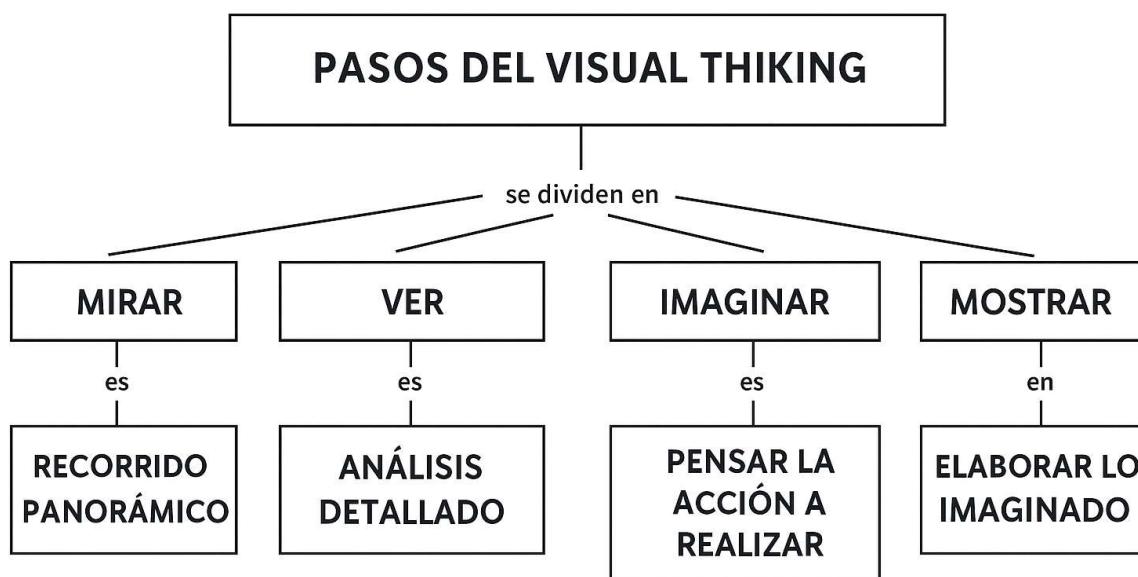 PASOS DEL VISUAL THIKING
se dividen en
MIRAR
VER
IMAGINAR
MOSTRAR
es
es
es
en
RECORRIDO
PANORÁMICO
ANÁLISIS
DETALLADO
PENSAR LA
ACCIÓN A
REALIZAR
ELABORAR LO
IMAGINADO